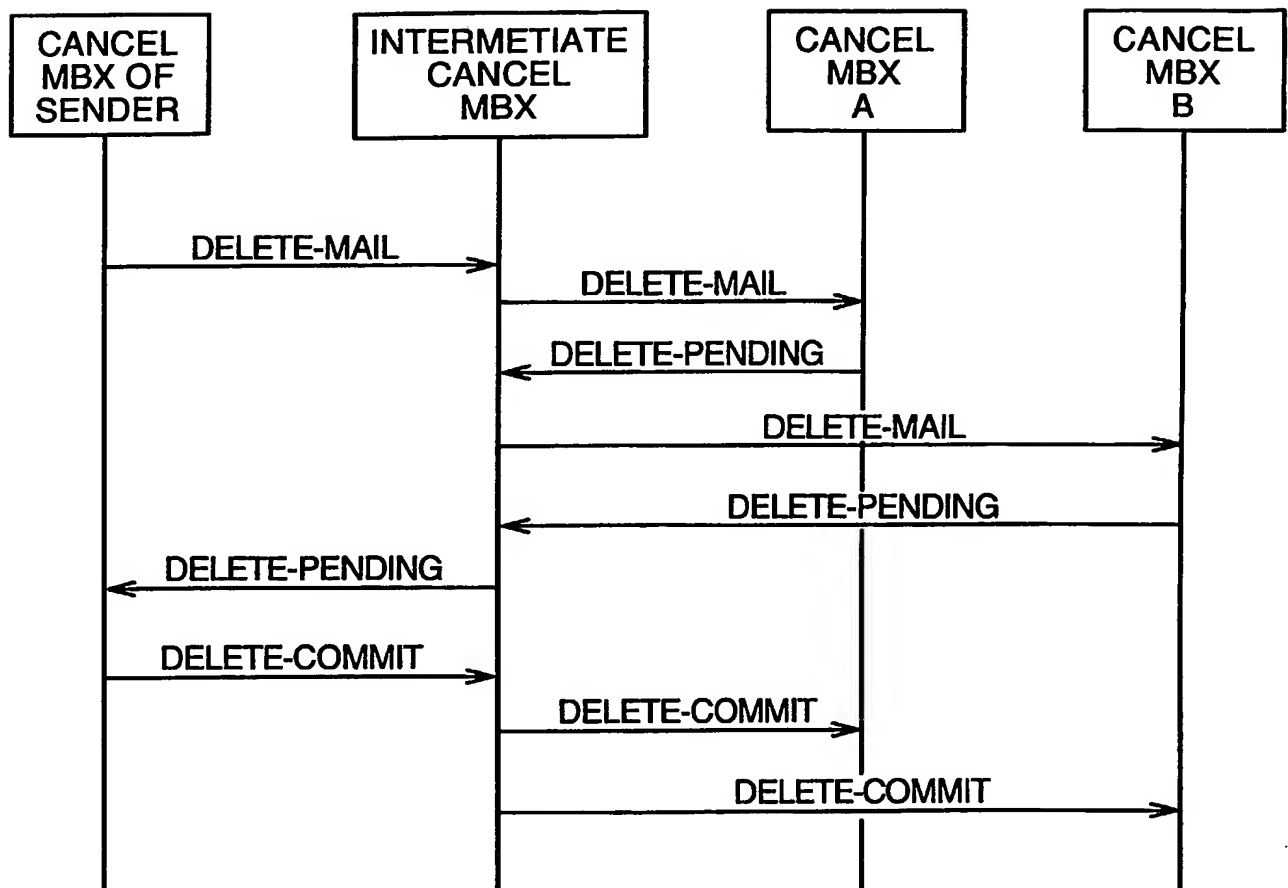 CANCEL
MBX OF
SENDER
INTERMETIATE
CANCEL
MBX
CANCEL
MBX
A
CANCEL
MBX
B
DELETE-MAIL
DELETE-MAIL
DELETE-PENDING
DELETE-MAIL
DELETE-PENDING
DELETE-PENDING
DELETE-COMMIT
DELETE-COMMIT
DELETE-COMMIT